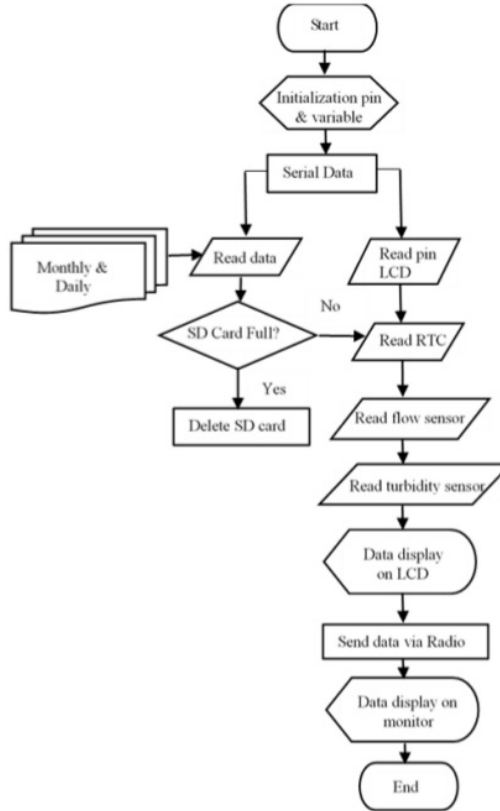 Start
Initialization pin
& variable
Serial Data
Read data
Read pin
LCD
Monthly &
Daily
No
SD Card Full?
Read RTC
Yes
Delete SD card
Read flow sensor
Read turbidity sensor
Data display
on LCD
Send data via Radio
Data display on
monitor
End